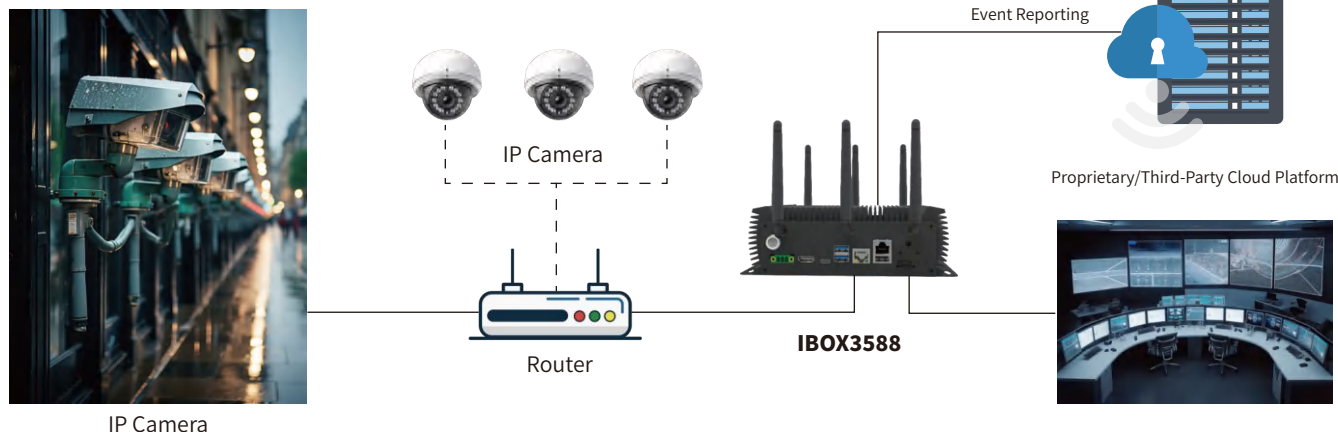 Event Reporting
IP Camera
Proprietary/Third-Party Cloud Platform
IBOX3588
Router
IP Camera